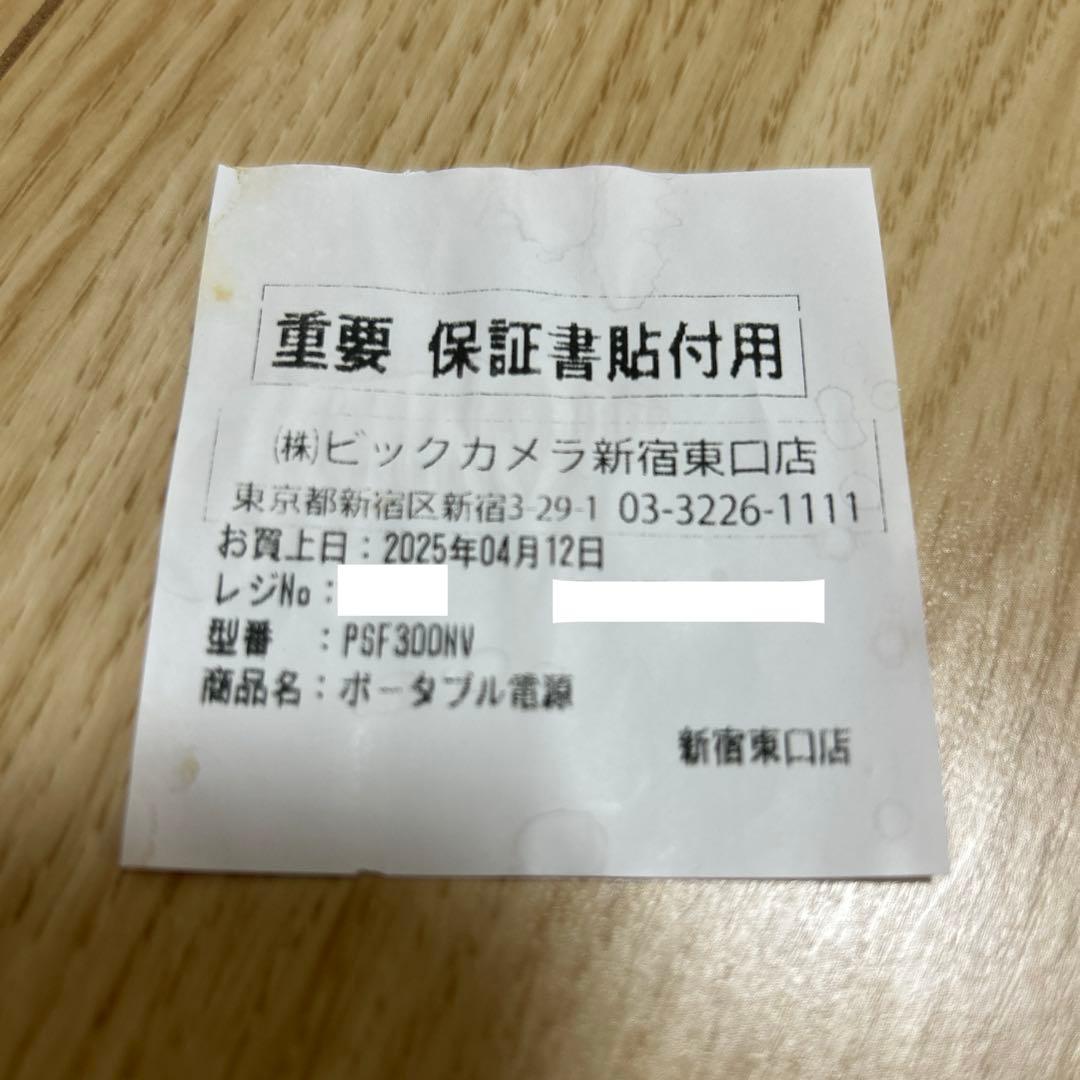 重要 保証書貼付用
㈱ビックカメラ新宿東口店
東京都新宿区新宿3-29-1 03-3226-1111
お買上日：2025年04月12日
レジNo：
型番　：PSF300NV
商品名：ポータブル電源
新宿東口店